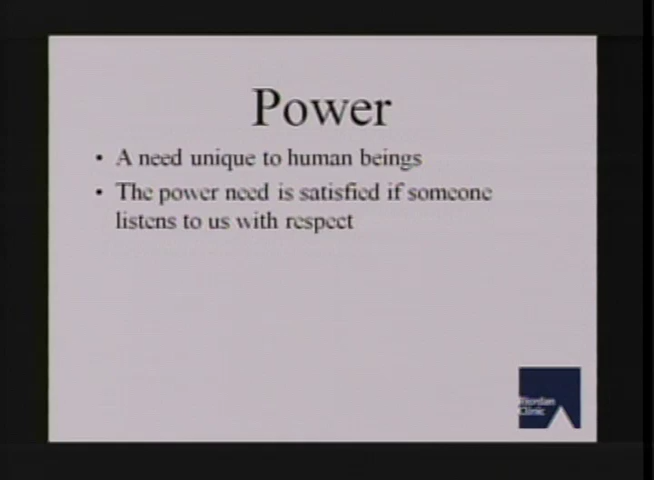 Power
• A need unique to human beings
• The power need is satisfied if someone
listens to us with respect
Riordan
Clinic